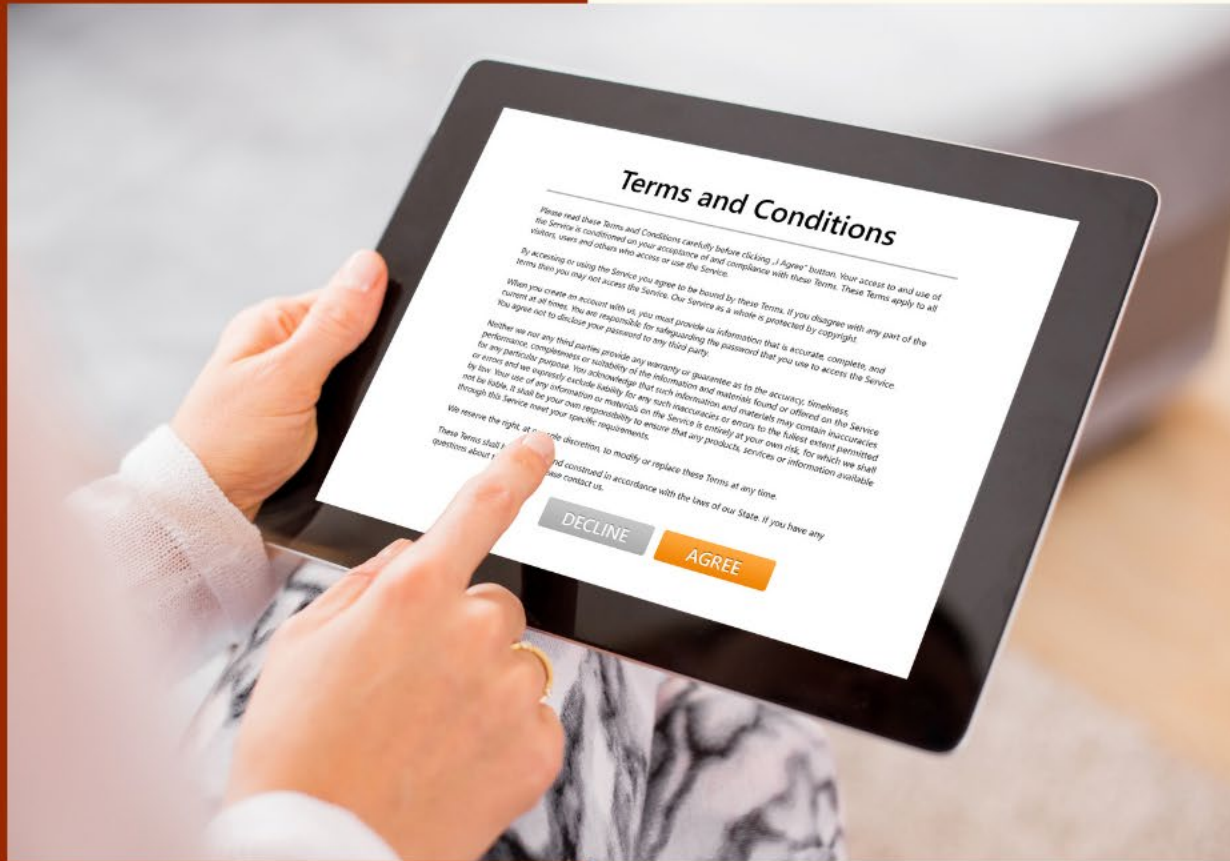 Terms and Conditions
Please read these Terms and Conditions carefully before clicking „I Agree" button. Your access to and use of
the Service is conditioned on your acceptance of and compliance with these Terms. These Terms apply to all
visitors, users and others who access or use the Service.
By accessing or using the Service you agree to be bound by these Terms. If you disagree with any part of the
terms then you may not access the Service. Our Service as a whole is protected by copyright.
When you create an account with us, you must provide us information that is accurate, complete, and
current at all times. You are responsible for safeguarding the password that you use to access the Service.
You agree not to disclose your password to any third party.
Neither we nor any third parties provide any warranty or guarantee as to the accuracy, timeliness,
performance, completeness or suitability of the information and materials found or offered on the Service
for any particular purpose. You acknowledge that such information and materials may contain inaccuracies
or errors and we expressly exclude liability for any such inaccuracies or errors to the fullest extent permitted
by law. Your use of any information or materials on the Service is entirely at your own risk, for which we shall
not be liable. It shall be your own responsibility to ensure that any products, services or information available
through this Service meet your specific requirements.
We reserve the right, at discretion, to modify or replace these Terms at any time.
These Terms shall and construed in accordance with the laws of our State. If you have any
questions about contact us.
DECLINE
AGREE